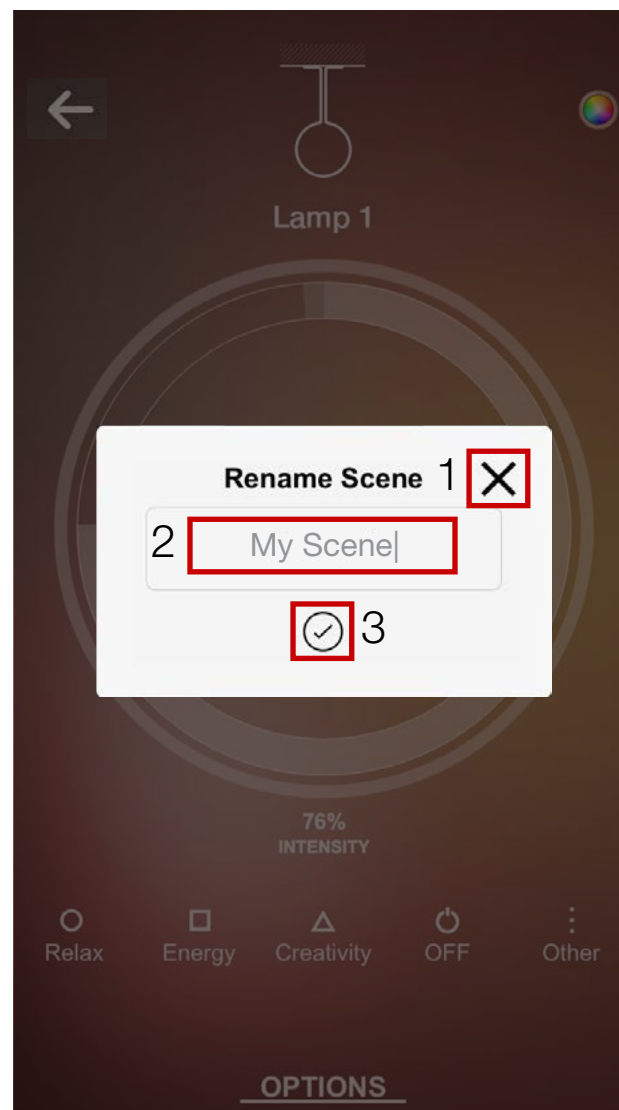 Lamp 1
Rename Scene 1
2 My Scene
3
76%
INTENSITY
Relax Energy Creativity OFF Other
OPTIONS